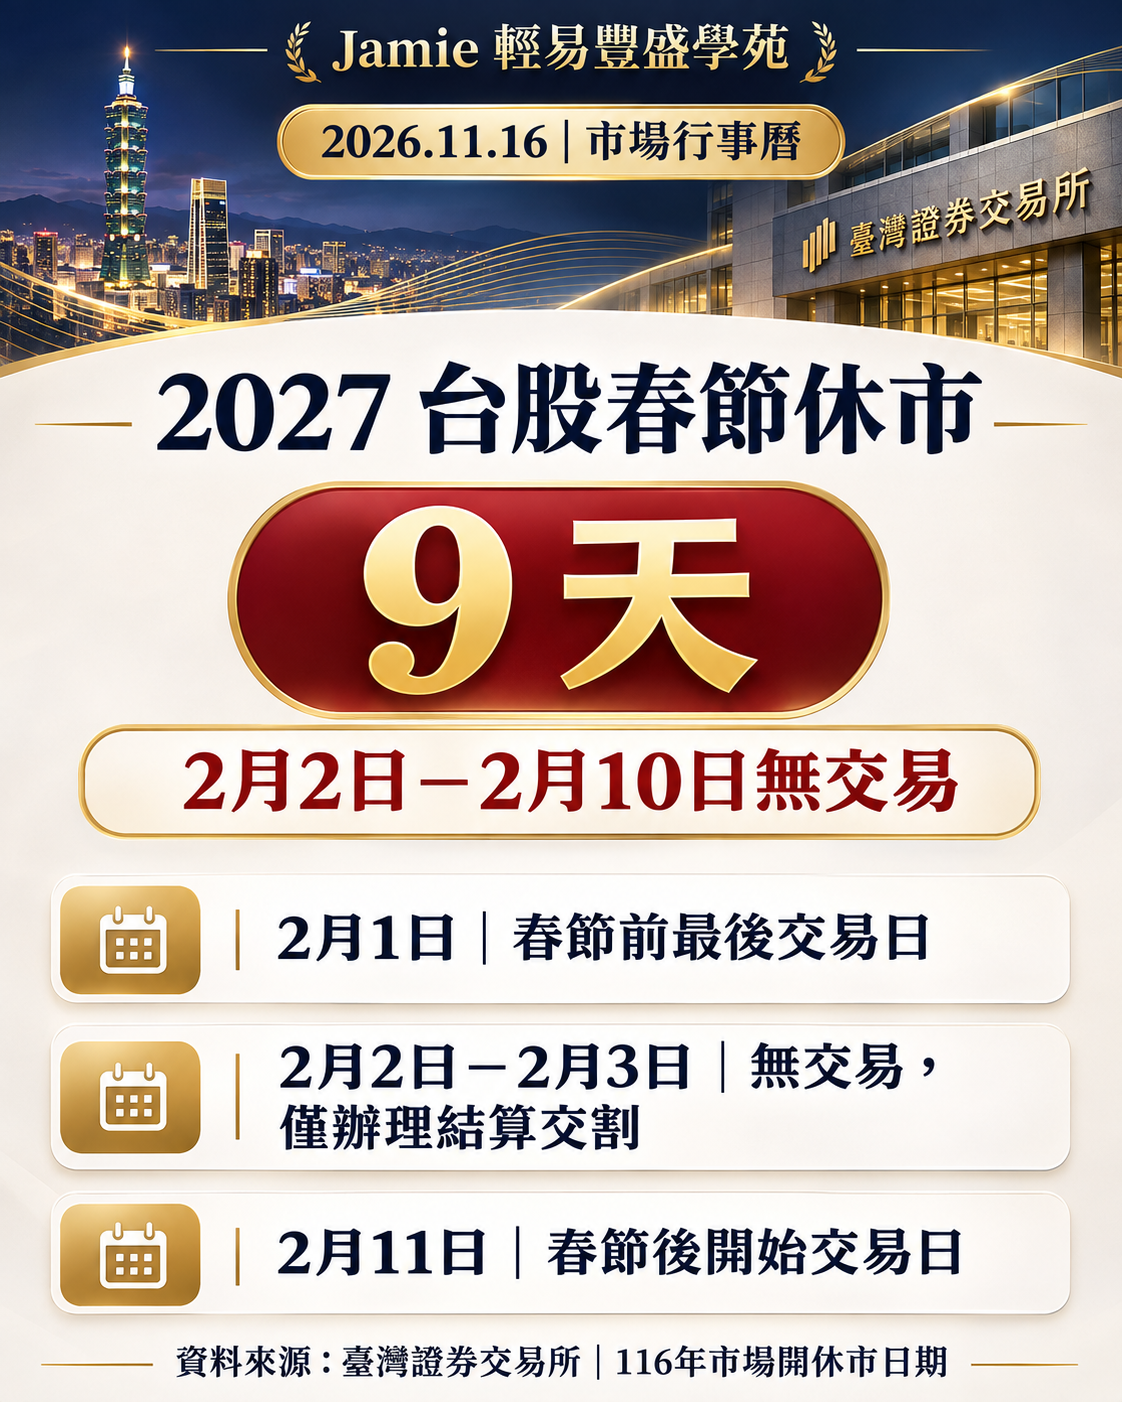 Jamie 輕易豐盛學苑
2026.11.16｜市場行事曆
臺灣證券交易所
2027 台股春節休市
9 天
2月2日－2月10日無交易
2月1日｜春節前最後交易日
2月2日－2月3日｜無交易，
僅辦理結算交割
2月11日｜春節後開始交易日
資料來源：臺灣證券交易所｜116年市場開休市日期